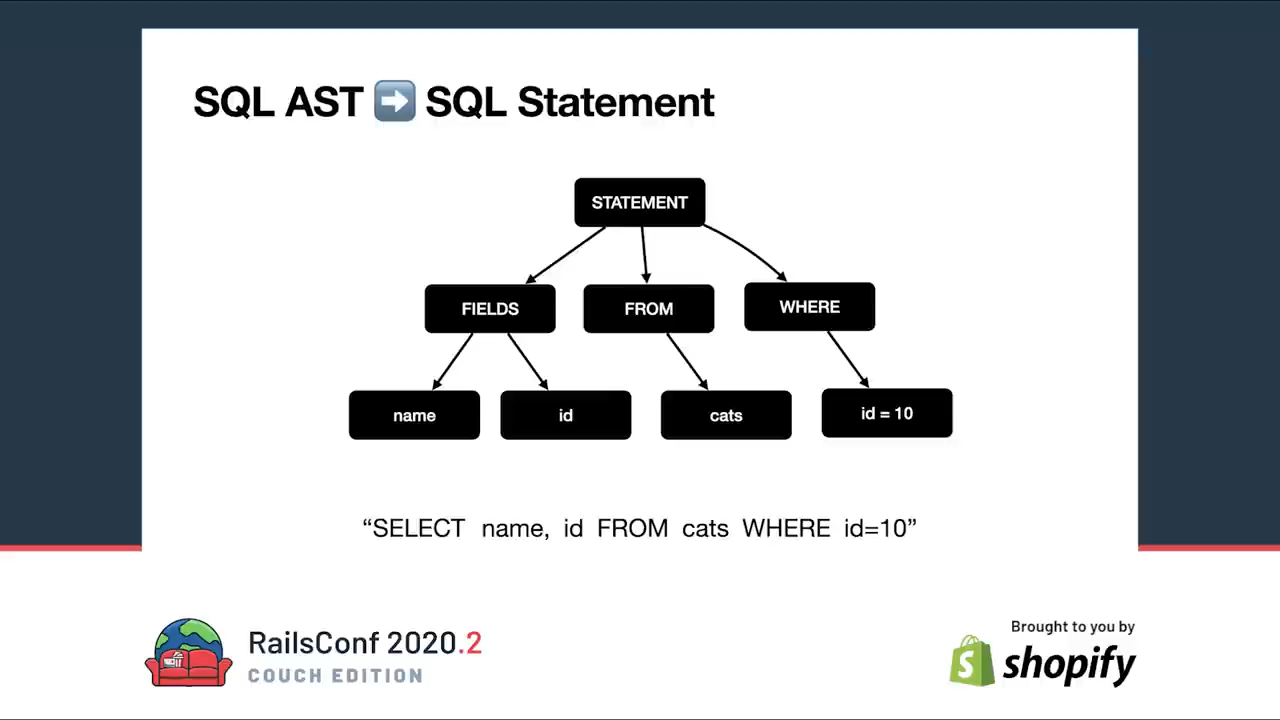 SQL AST ➡️ SQL Statement
STATEMENT
FIELDS
FROM
WHERE
name
id
cats
id = 10
“SELECT name, id FROM cats WHERE id=10”
RailsConf 2020.2
COUCH EDITION
Brought to you by
shopify